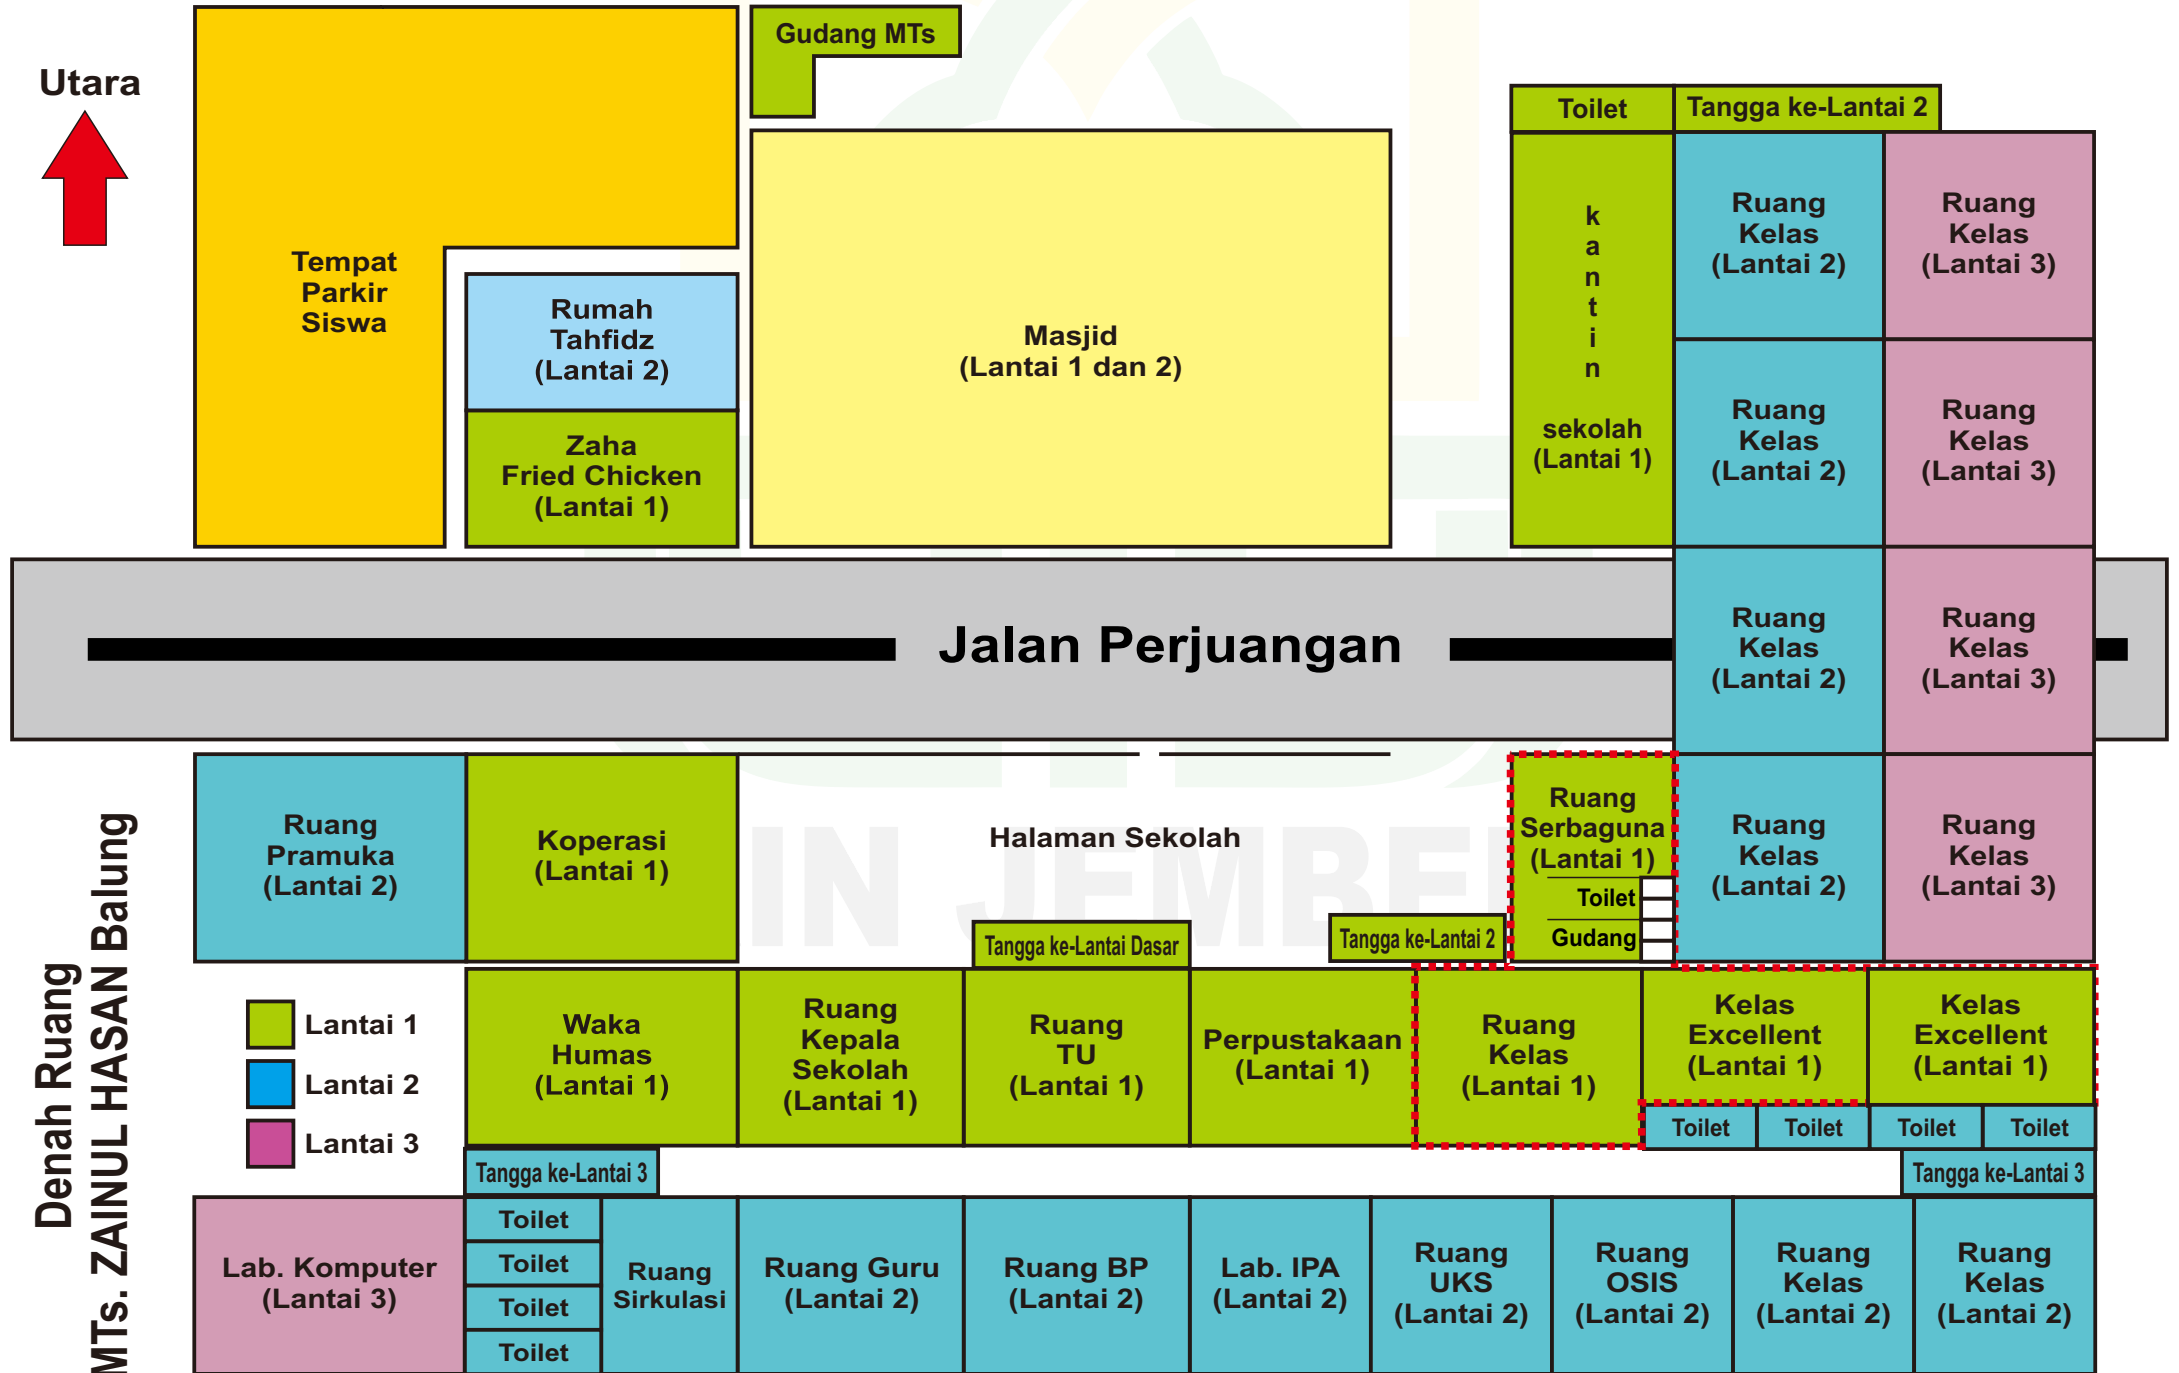 Utara
Gudang MTs
Toilet
Tangga ke-Lantai 2
Tempat
Parkir
Siswa
Rumah
Tahfidz
(Lantai 2)
Zaha
Fried Chicken
(Lantai 1)
Masjid
(Lantai 1 dan 2)
kantin
sekolah
(Lantai 1)
Ruang
Kelas
(Lantai 2)
Ruang
Kelas
(Lantai 3)
Ruang
Kelas
(Lantai 2)
Ruang
Kelas
(Lantai 3)
Jalan Perjuangan
Ruang
Kelas
(Lantai 2)
Ruang
Kelas
(Lantai 3)
Ruang
Pramuka
(Lantai 2)
Koperasi
(Lantai 1)
Halaman Sekolah
Ruang
Serbaguna
(Lantai 1)
Toilet
Gudang
Ruang
Kelas
(Lantai 2)
Ruang
Kelas
(Lantai 3)
Tangga ke-Lantai Dasar
Tangga ke-Lantai 2
Denah Ruang
MTs. ZAINUL HASAN Balung
Lantai 1
Lantai 2
Lantai 3
Waka
Humas
(Lantai 1)
Ruang
Kepala
Sekolah
(Lantai 1)
Ruang
TU
(Lantai 1)
Perpustakaan
(Lantai 1)
Ruang
Kelas
(Lantai 1)
Kelas
Excellent
(Lantai 1)
Kelas
Excellent
(Lantai 1)
Toilet
Toilet
Toilet
Toilet
Tangga ke-Lantai 3
Tangga ke-Lantai 3
Lab. Komputer
(Lantai 3)
Toilet
Toilet
Toilet
Toilet
Ruang
Sirkulasi
Ruang Guru
(Lantai 2)
Ruang BP
(Lantai 2)
Lab. IPA
(Lantai 2)
Ruang
UKS
(Lantai 2)
Ruang
OSIS
(Lantai 2)
Ruang
Kelas
(Lantai 2)
Ruang
Kelas
(Lantai 2)
IN JEMBER